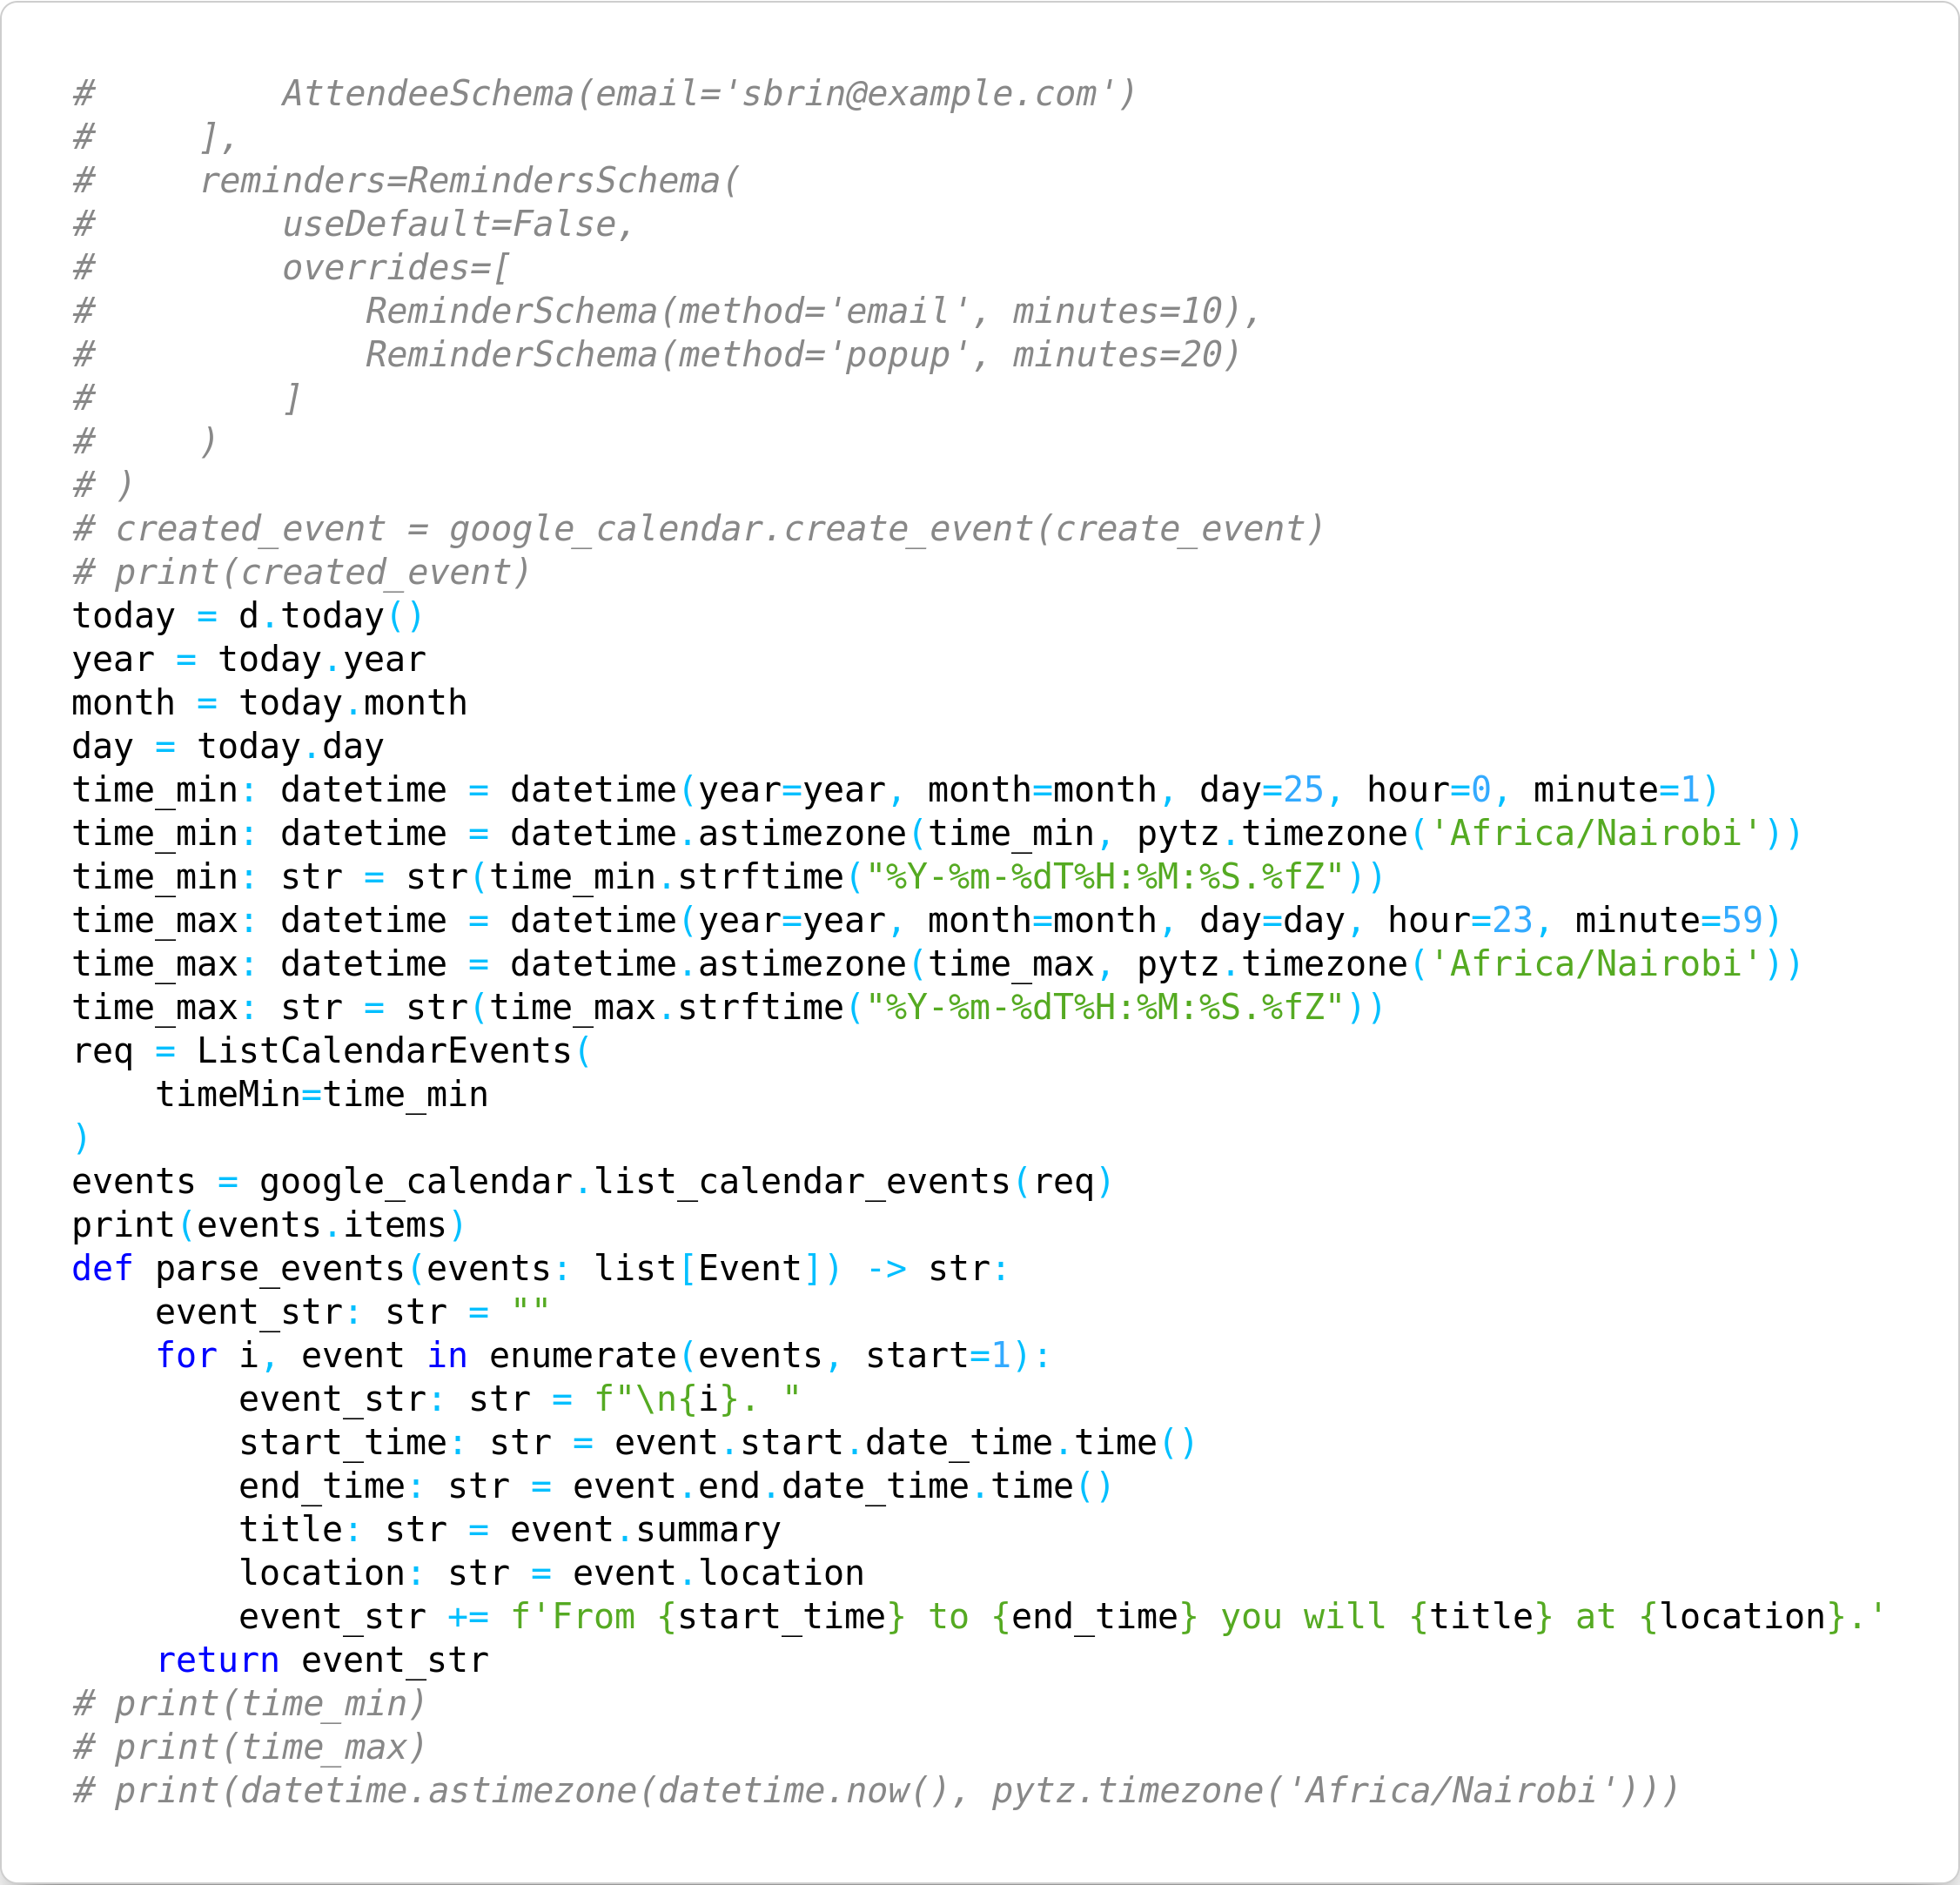 #         AttendeeSchema(email='sbrin@example.com')
#     ],
#     reminders=RemindersSchema(
#         useDefault=False,
#         overrides=[
#             ReminderSchema(method='email', minutes=10),
#             ReminderSchema(method='popup', minutes=20)
#         ]
#     )
# )
# created_event = google_calendar.create_event(create_event)
# print(created_event)
today = d.today()
year = today.year
month = today.month
day = today.day
time_min: datetime = datetime(year=year, month=month, day=25, hour=0, minute=1)
time_min: datetime = datetime.astimezone(time_min, pytz.timezone('Africa/Nairobi'))
time_min: str = str(time_min.strftime("%Y-%m-%dT%H:%M:%S.%fZ"))
time_max: datetime = datetime(year=year, month=month, day=day, hour=23, minute=59)
time_max: datetime = datetime.astimezone(time_max, pytz.timezone('Africa/Nairobi'))
time_max: str = str(time_max.strftime("%Y-%m-%dT%H:%M:%S.%fZ"))
req = ListCalendarEvents(
    timeMin=time_min
)
events = google_calendar.list_calendar_events(req)
print(events.items)
def parse_events(events: list[Event]) -> str:
    event_str: str = ""
    for i, event in enumerate(events, start=1):
        event_str: str = f"\n{i}. "
        start_time: str = event.start.date_time.time()
        end_time: str = event.end.date_time.time()
        title: str = event.summary
        location: str = event.location
        event_str += f'From {start_time} to {end_time} you will {title} at {location}.'
    return event_str
# print(time_min)
# print(time_max)
# print(datetime.astimezone(datetime.now(), pytz.timezone('Africa/Nairobi')))